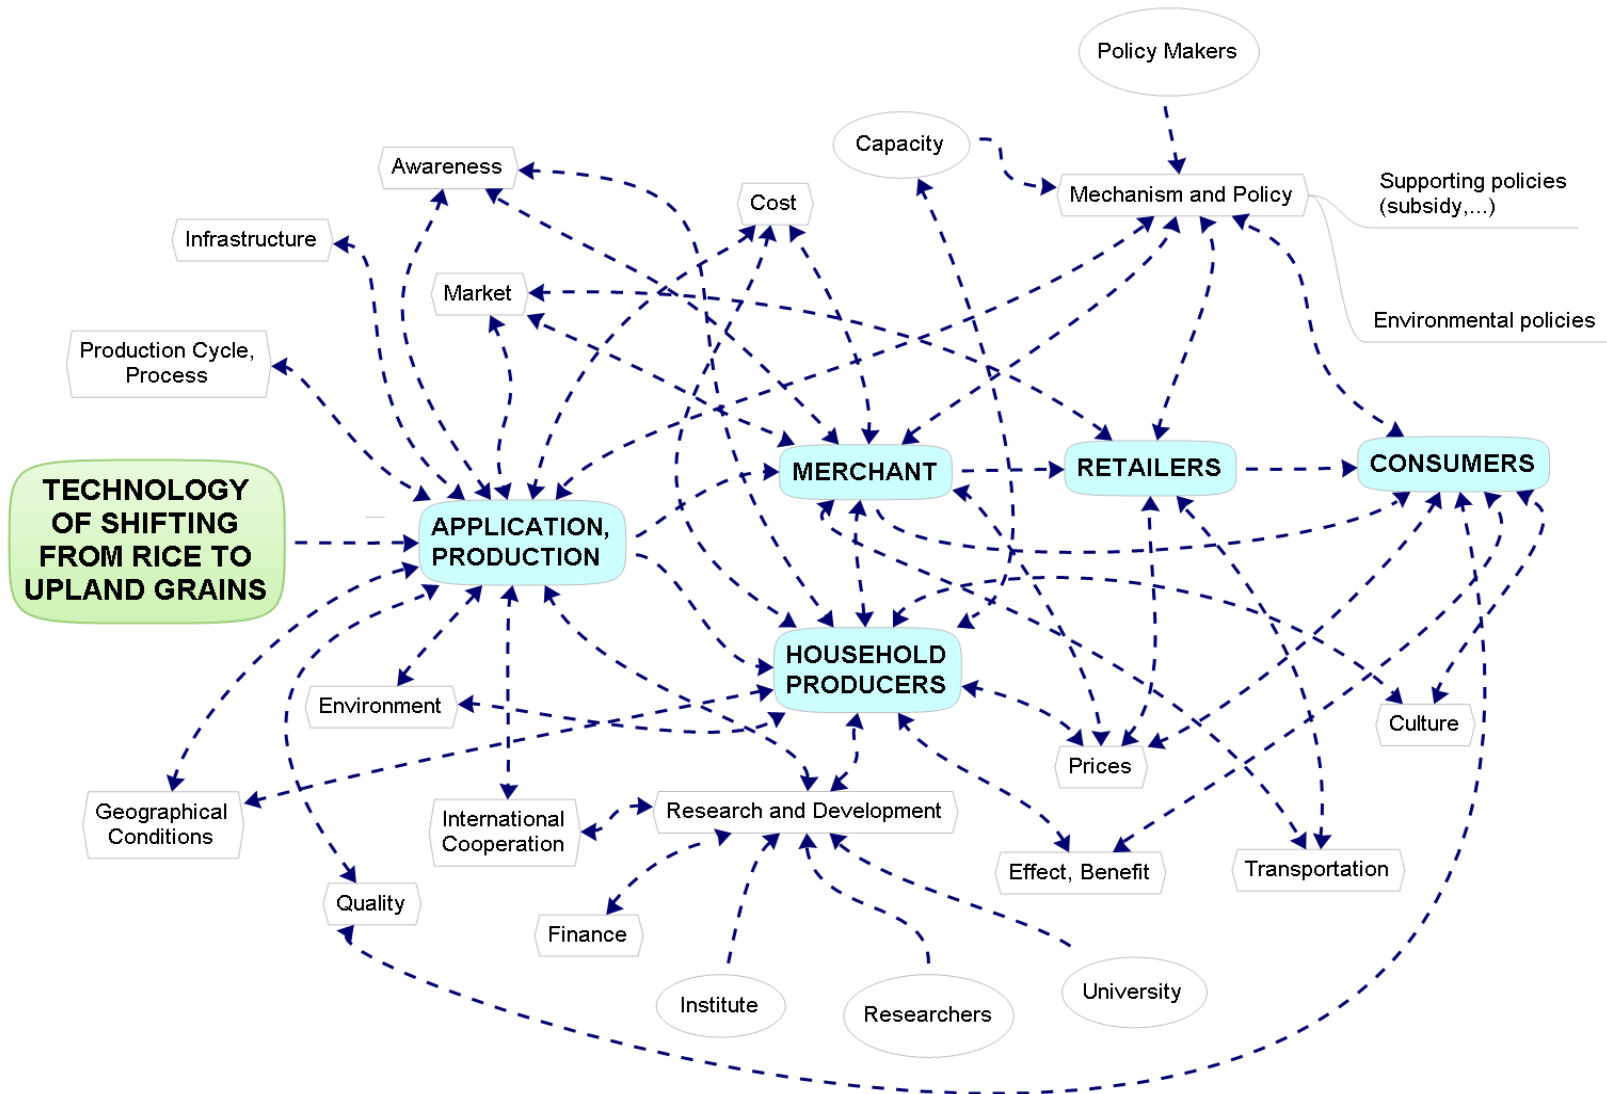 Policy Makers
Capacity
Awareness
Cost
Mechanism and Policy
Supporting policies
(subsidy,...)
Infrastructure
Market
Environmental policies
Production Cycle,
Process
MERCHANT
RETAILERS
CONSUMERS
TECHNOLOGY
OF SHIFTING
FROM RICE TO
UPLAND GRAINS
APPLICATION,
PRODUCTION
HOUSEHOLD
PRODUCERS
Environment
Culture
Prices
Geographical
Conditions
International
Cooperation
Research and Development
Effect, Benefit
Transportation
Quality
Finance
Institute
Researchers
University